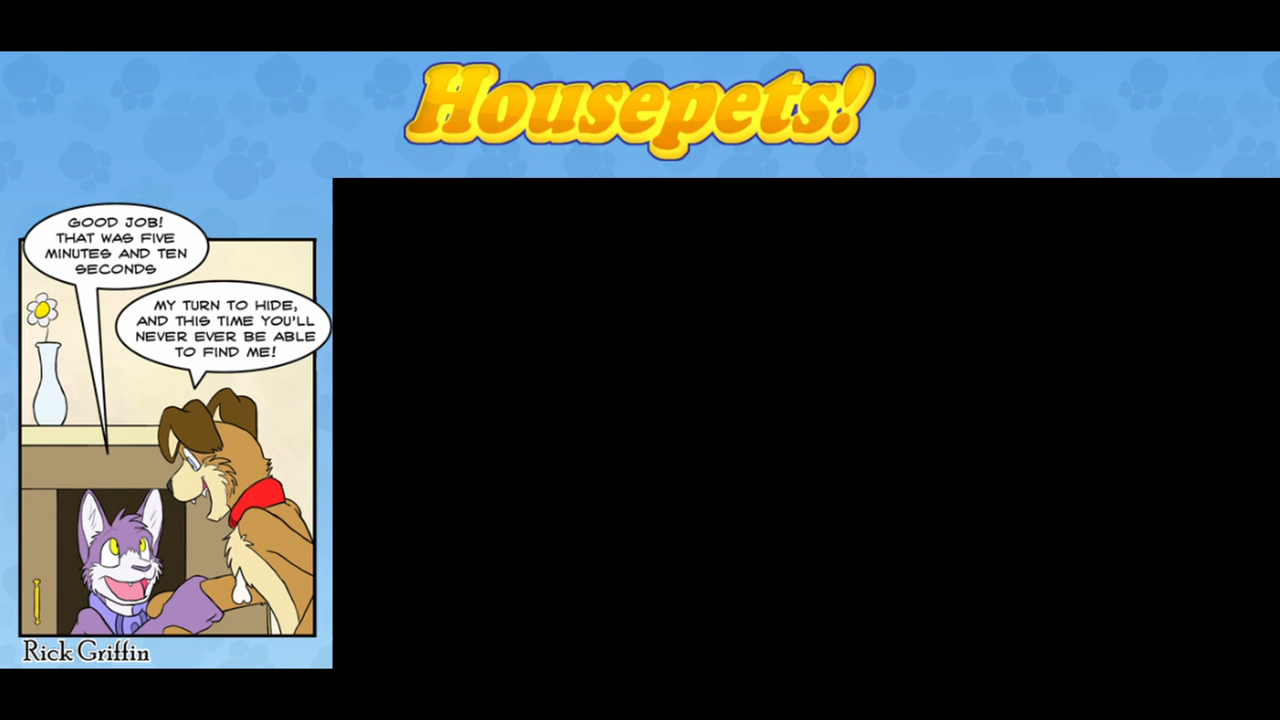 Housepets!
GOOD JOB!
THAT WAS FIVE
MINUTES AND TEN
SECONDS
MY TURN TO HIDE,
AND THIS TIME YOU'LL
NEVER EVER BE ABLE
TO FIND ME!
Rick Griffin